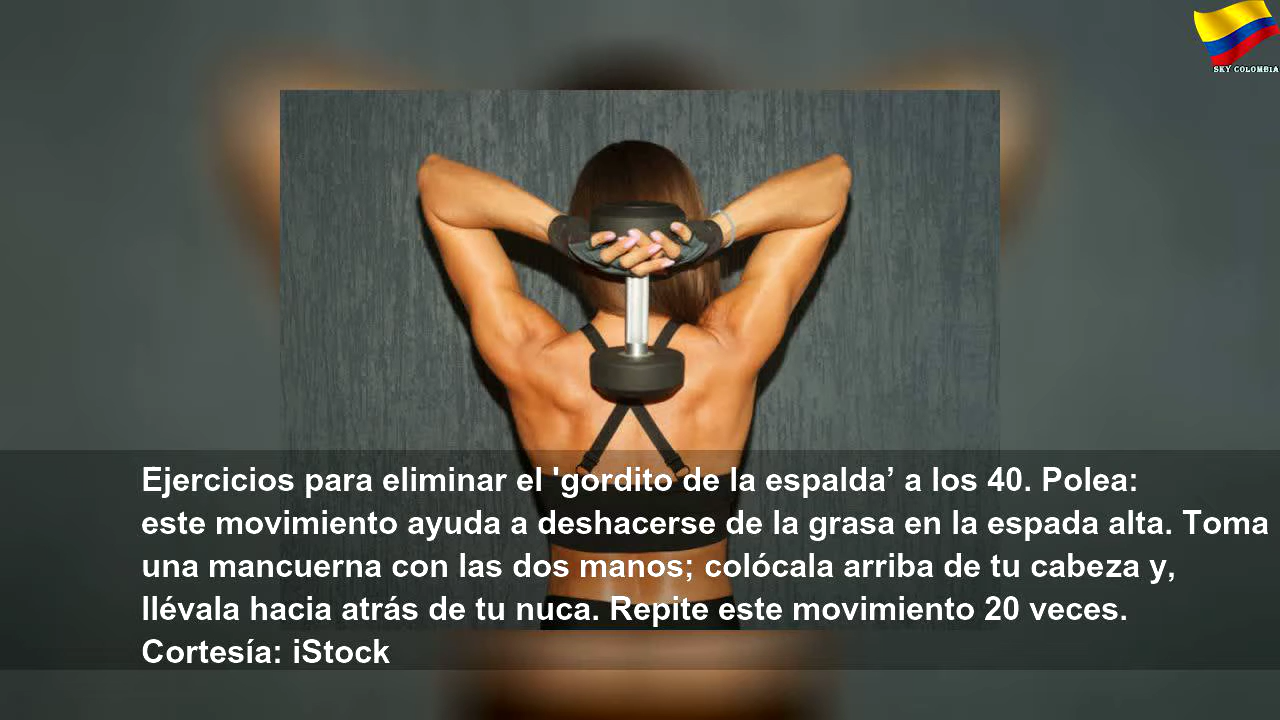 SKY COLOMBIA
Ejercicios para eliminar el 'gordito de la espalda’ a los 40. Polea:
este movimiento ayuda a deshacerse de la grasa en la espada alta. Toma
una mancuerna con las dos manos; colócala arriba de tu cabeza y,
llévala hacia atrás de tu nuca. Repite este movimiento 20 veces.
Cortesía: iStock